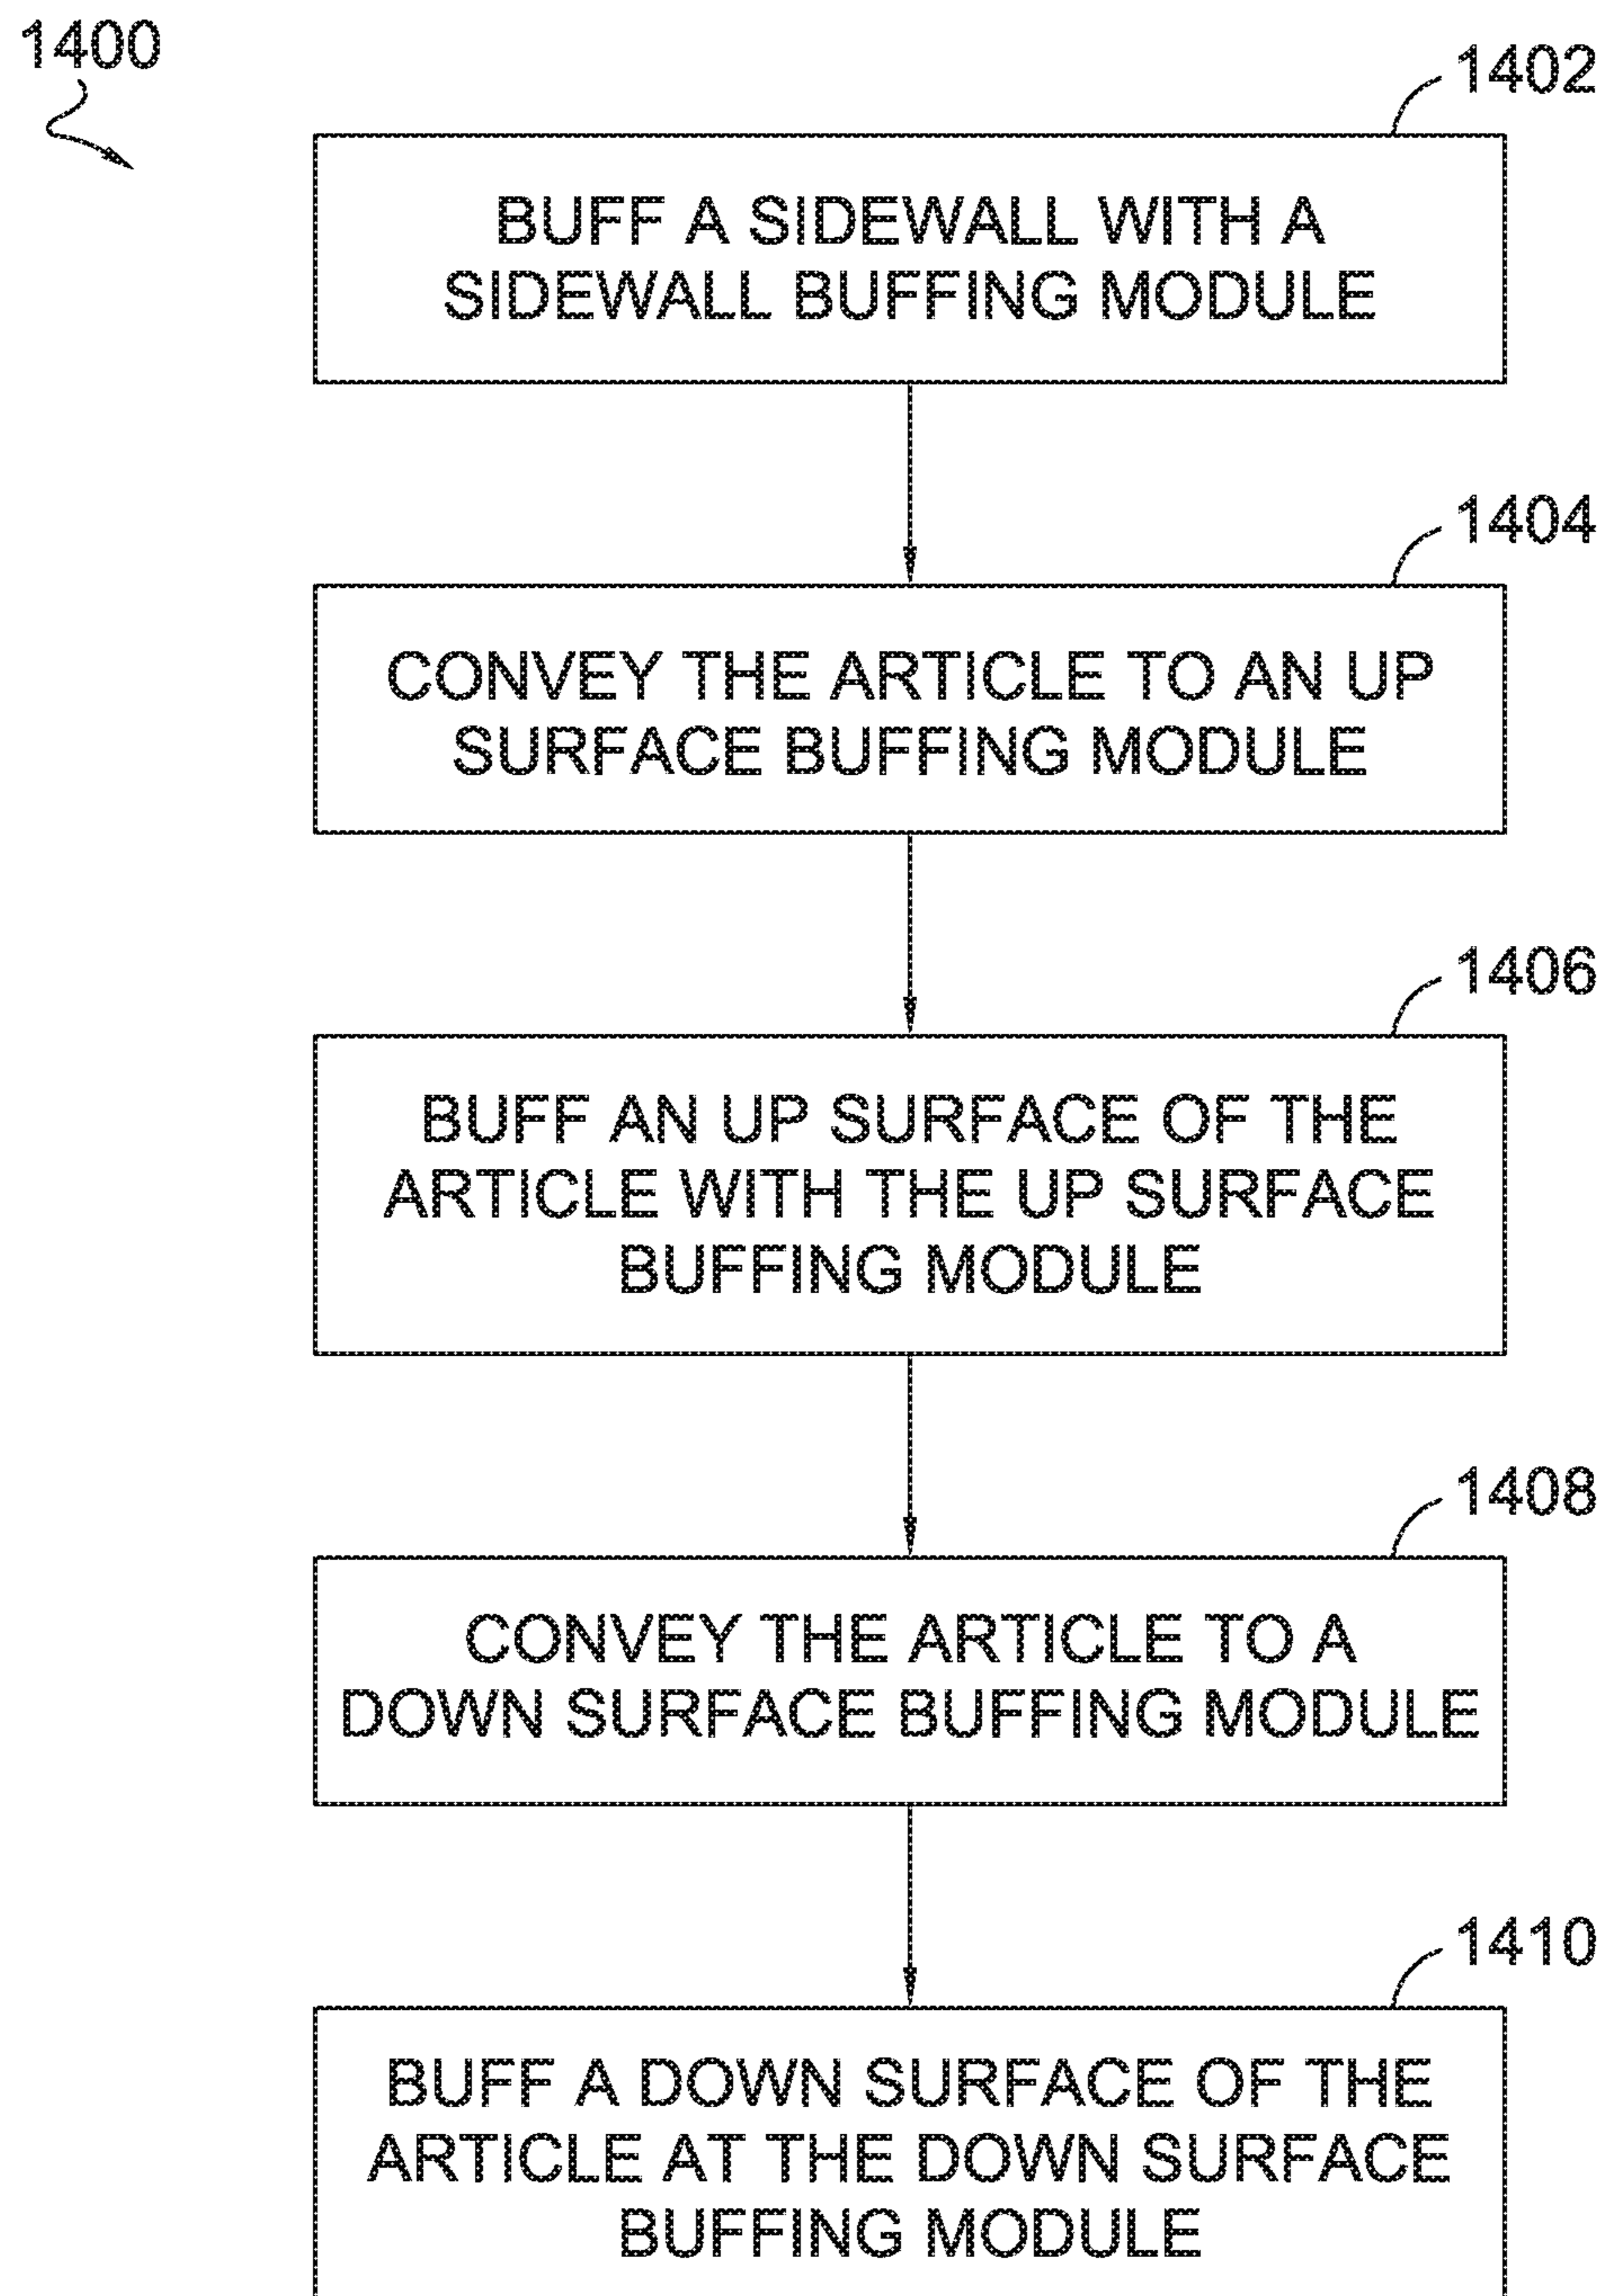 1400
1402
BUFF A SIDEWALL WITH A
SIDEWALL BUFFING MODULE
1404
CONVEY THE ARTICLE TO AN UP
SURFACE BUFFING MODULE
1406
BUFF AN UP SURFACE OF THE
ARTICLE WITH THE UP SURFACE
BUFFING MODULE
1408
CONVEY THE ARTICLE TO A
DOWN SURFACE BUFFING MODULE
1410
BUFF A DOWN SURFACE OF THE
ARTICLE AT THE DOWN SURFACE
BUFFING MODULE